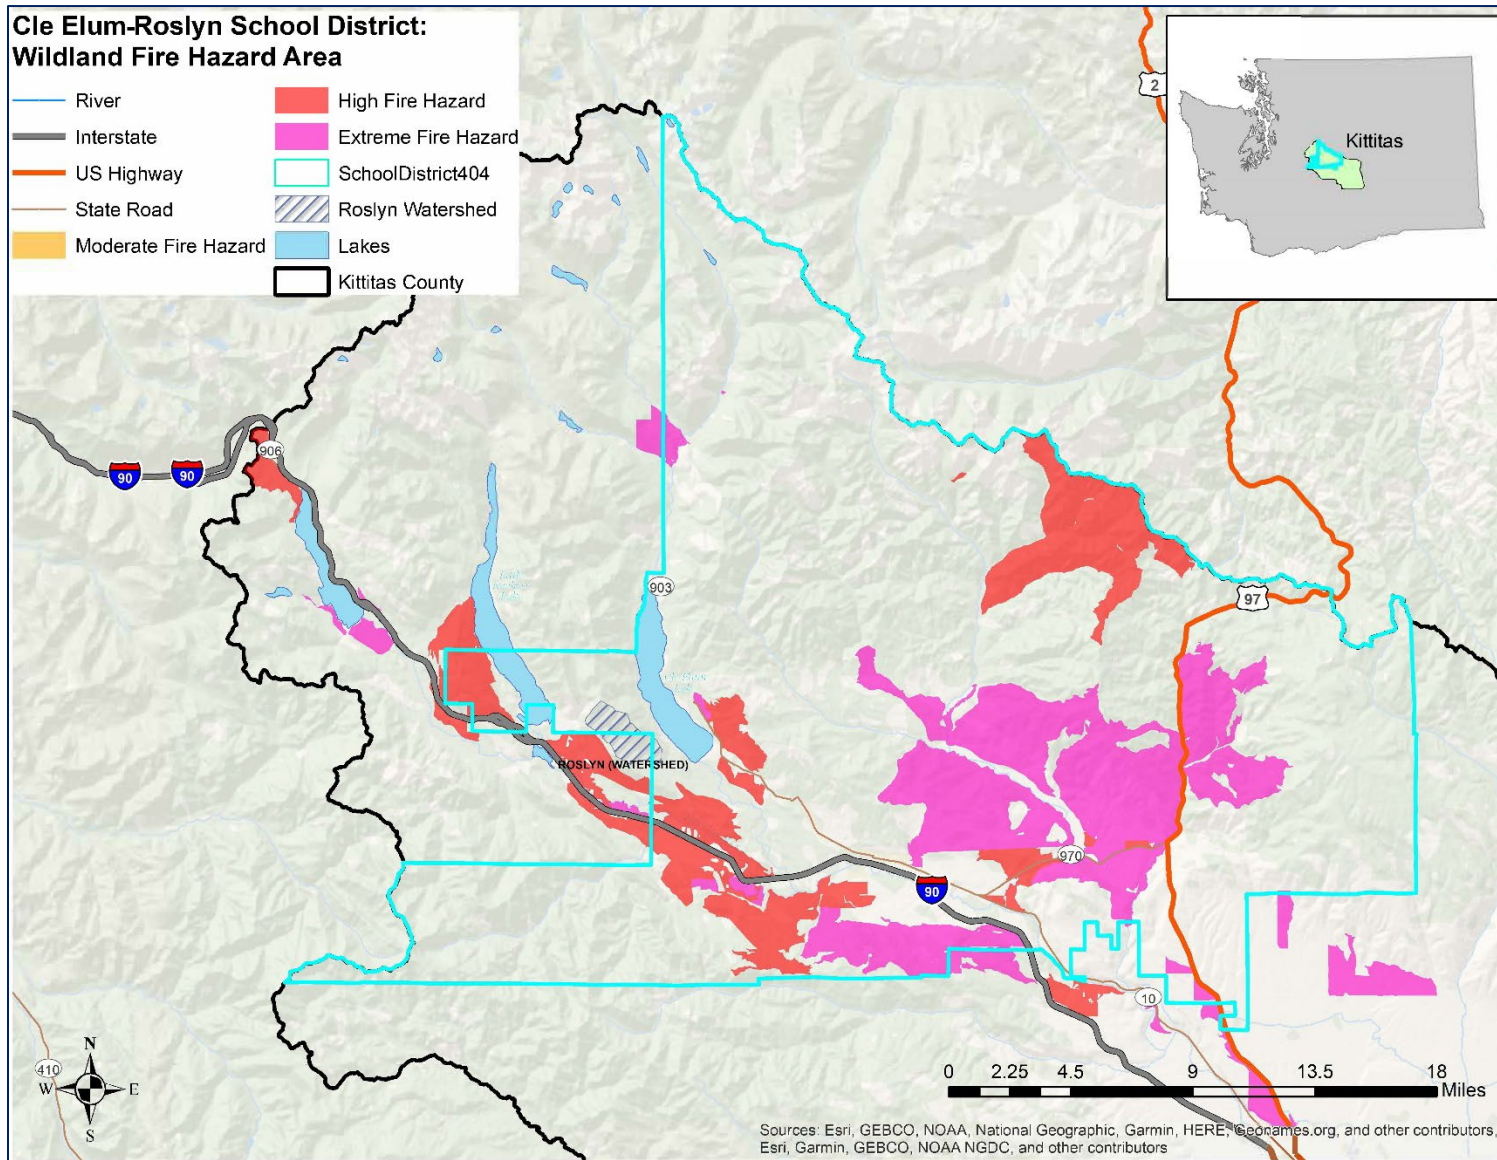 Cle Elum-Roslyn School District:
Wildland Fire Hazard Area
River
Interstate
US Highway
State Road
Moderate Fire Hazard
High Fire Hazard
Extreme Fire Hazard
SchoolDistrict404
Roslyn Watershed
Lakes
Kittitas County
2
Kittitas
906
90
90
903
97
ROSLYN (WATERSHED)
970
90
10
410
N
W
E
S
0 2.25 4.5 9 13.5 18
Miles
Sources: Esri, GEBCO, NOAA, National Geographic, Garmin, HERE, Geonames.org, and other contributors,
Esri, Garmin, GEBCO, NOAA NGDC, and other contributors